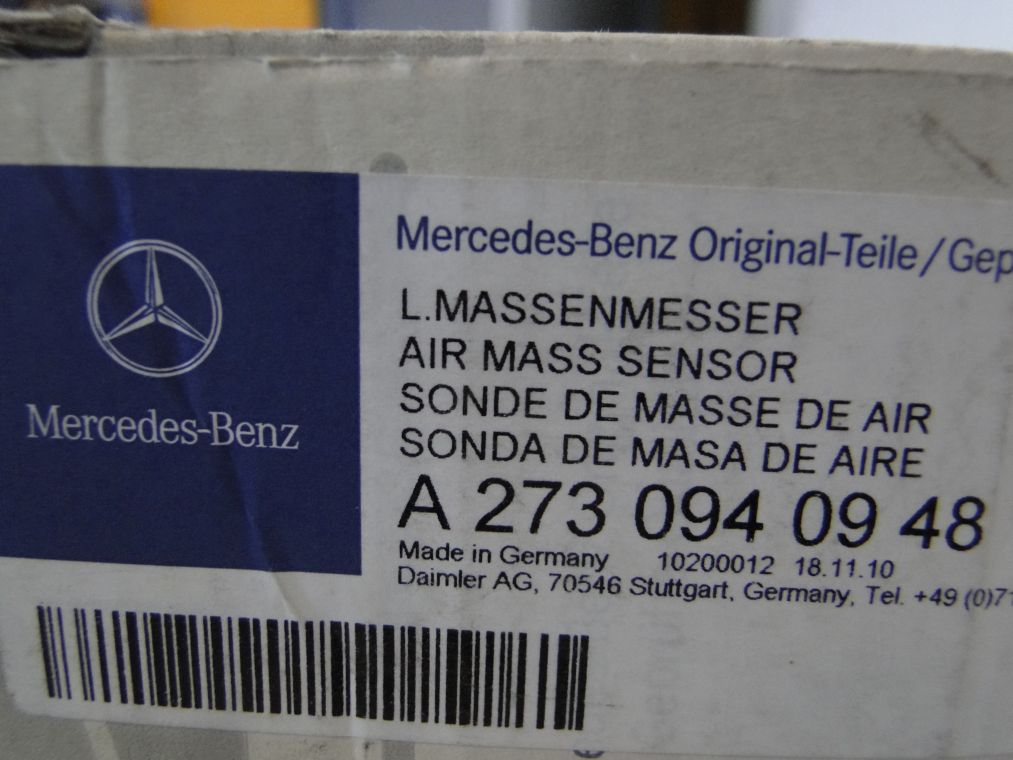 Mercedes-Benz
Mercedes-Benz Original-Teile/Gep
L.MASSENMESSER
AIR MASS SENSOR
SONDE DE MASSE DE AIR
SONDA DE MASA DE AIRE
A 273 094 09 48
Made in Germany 10200012 18.11.10
Daimler AG, 70546 Stuttgart, Germany, Tel. +49 (0)71